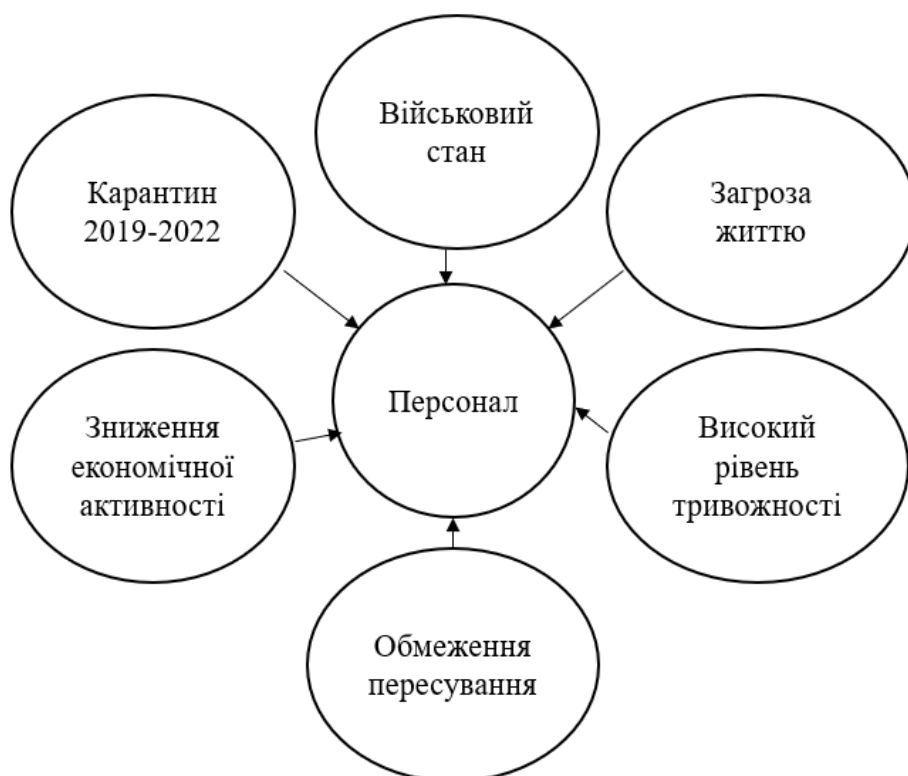 Військовий
стан
Карантин
2019-2022
Загроза
життю
Персонал
Зниження
економічної
активності
Високий
рівень
тривожності
Обмеження
пересування